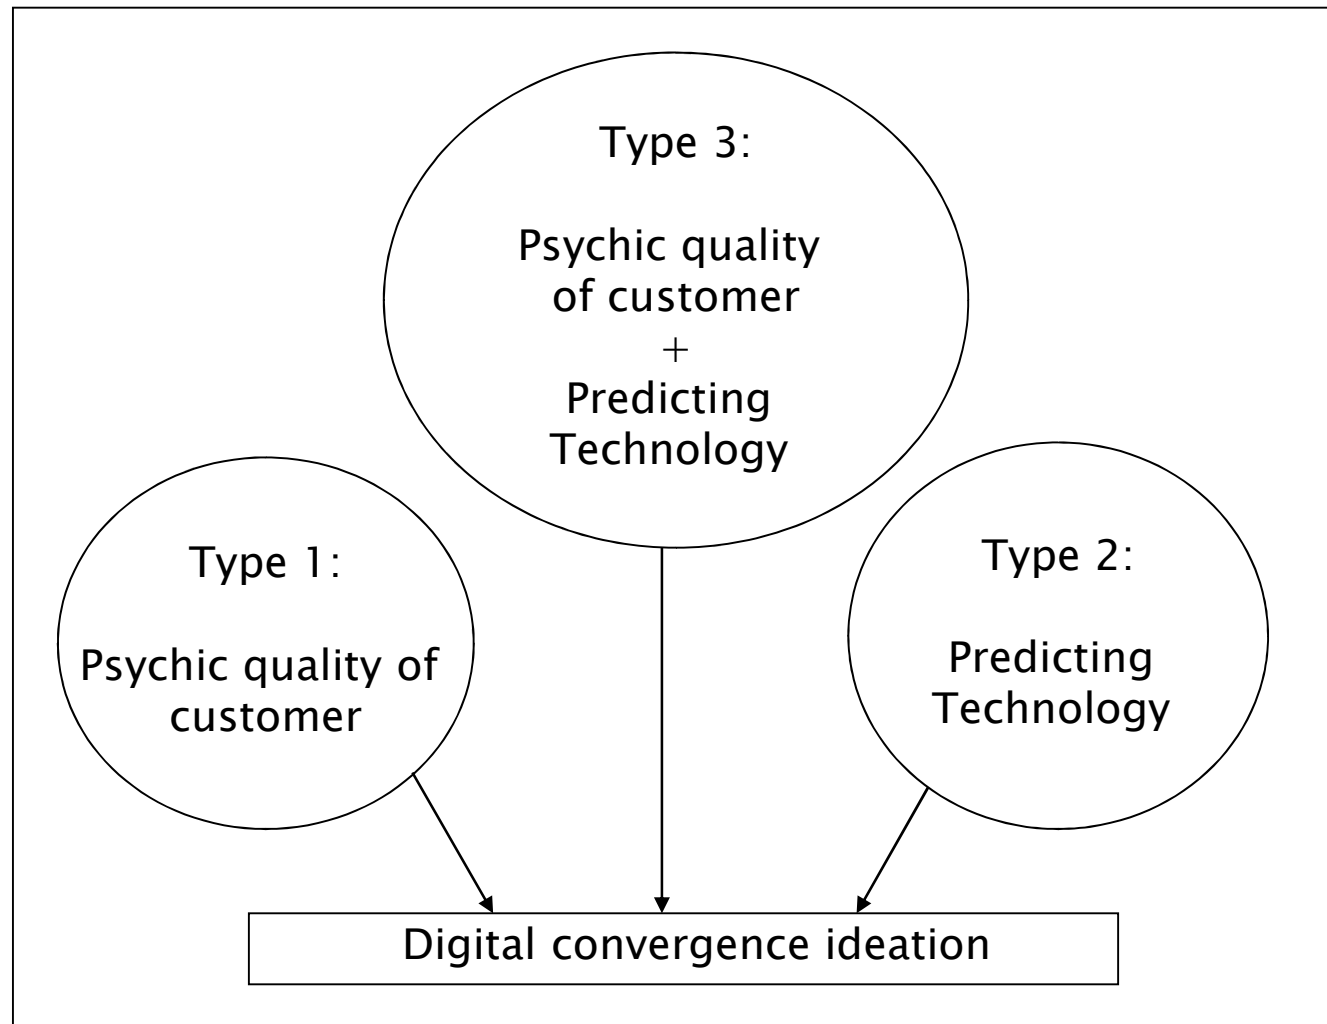 Type 3:
Psychic quality
of customer
+
Predicting
Technology
Type 1:
Psychic quality of
customer
Type 2:
Predicting
Technology
Digital convergence ideation